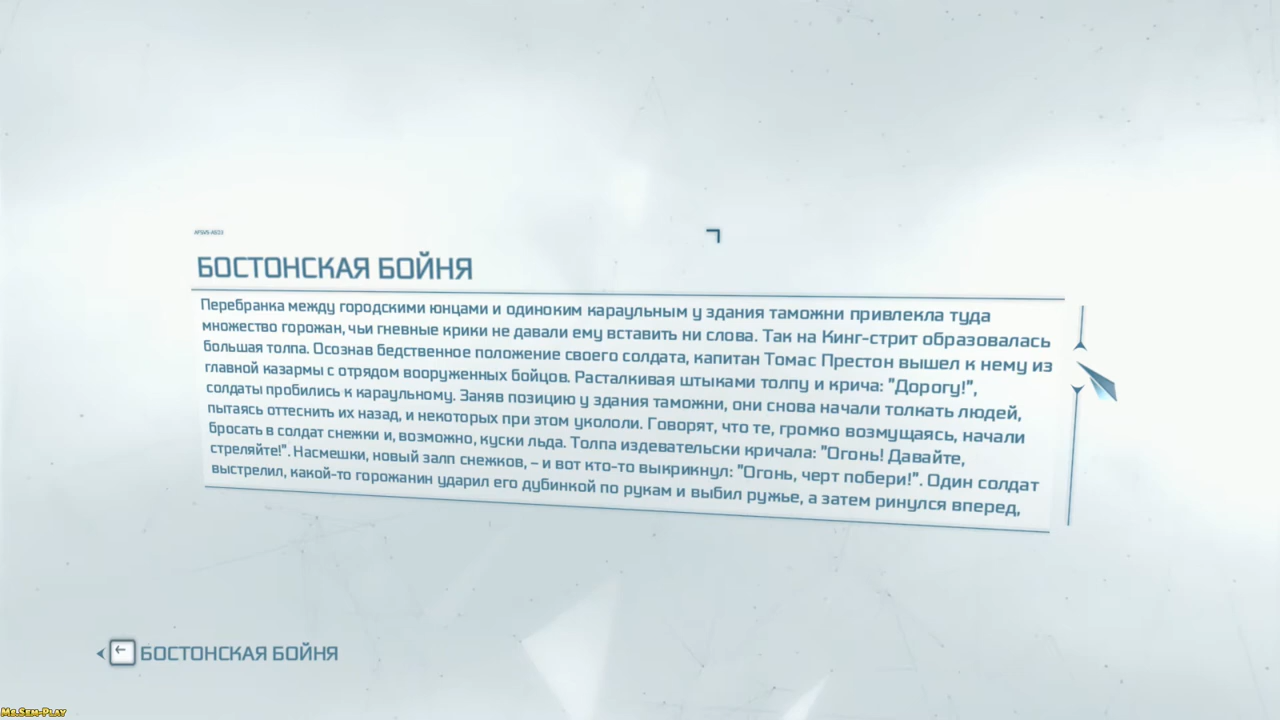 БОСТОНСКАЯ БОЙНЯ
Перебранка между городскими юнцами и одиноким караульным у здания таможни привлекла туда
множество горожан, чьи гневные крики не давали ему вставить ни слова. Так на Кинг-стрит образовалась
большая толпа. Осознав бедственное положение своего солдата, капитан Томас Престон вышел к нему из
главной казармы с отрядом вооруженных бойцов. Расталкивая штыками толпу и крича: "Дорогу!",
солдаты пробились к караульному. Заняв позицию у здания таможни, они снова начали толкать людей,
пытаясь оттеснить их назад, и некоторых при этом укололи. Говорят, что те, громко возмущаясь, начали
бросать в солдат снежки и, возможно, куски льда. Толпа издевательски кричала: "Огонь! Давайте,
стреляйте!". Насмешки, новый залп снежков, – и вот кто-то выкрикнул: "Огонь, черт побери!". Один солдат
выстрелил, какой-то горожанин ударил его дубинкой по рукам и выбил ружье, а затем ринулся вперед,
БОСТОНСКАЯ БОЙНЯ
Ms.Sem-Play